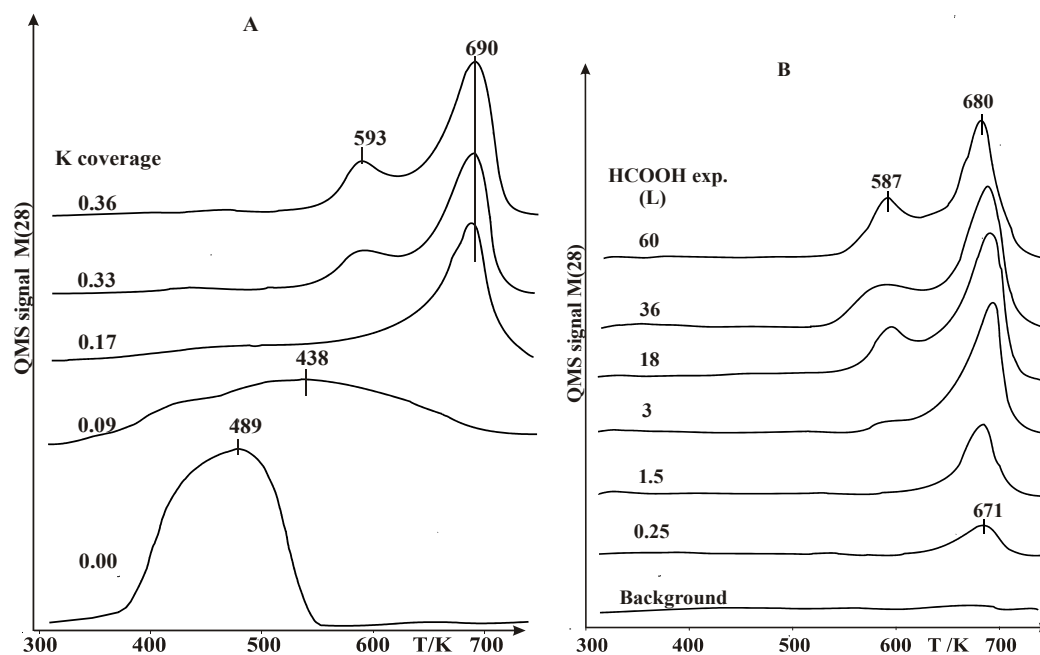 A
690
593
K coverage
0.36
0.33
0.17
438
0.09
489
0.00
QMS signal M(28)
300
400
500
600
T/K
700
B
680
HCOOH exp.
(L)
587
60
36
18
3
1.5
671
0.25
Background
QMS signal M(28)
300
400
500
600
T /K
700